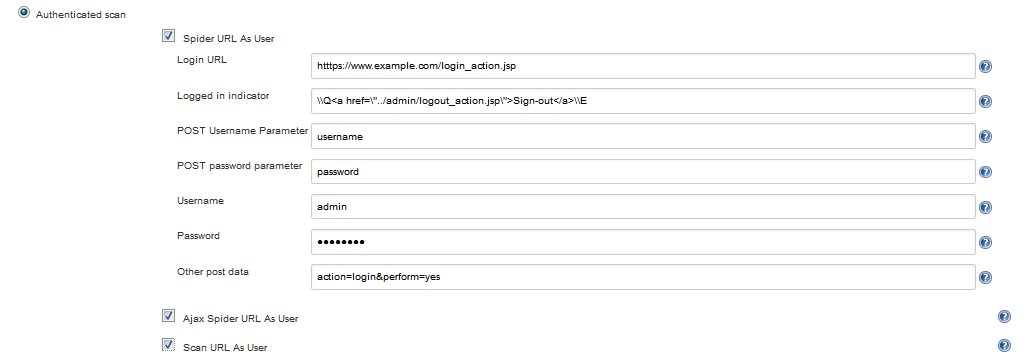 Authenticated scan
Spider URL As User
Login URL
htttps://www.example.com/login_action.jsp
Logged in indicator
\\Q<a href=\"../admin/logout_action.jsp\">Sign-out</a>\\E
POST Username Parameter
username
POST password parameter
password
Username
admin
Password
••••••••
Other post data
action=login&perform=yes
Ajax Spider URL As User
Scan URL As User